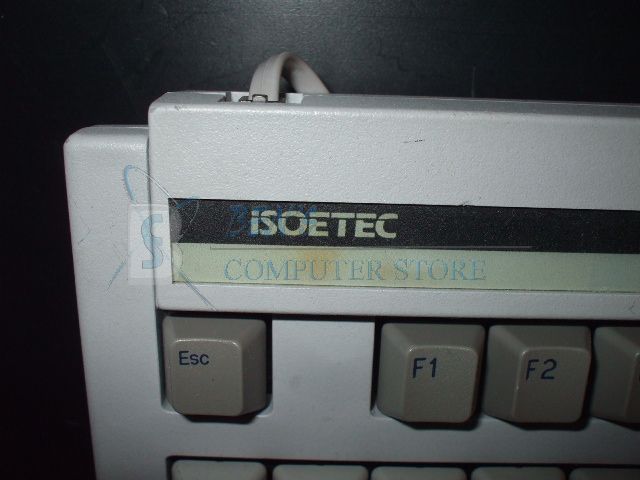 ISOETEC
COMPUTER STORE
Esc F1 F2